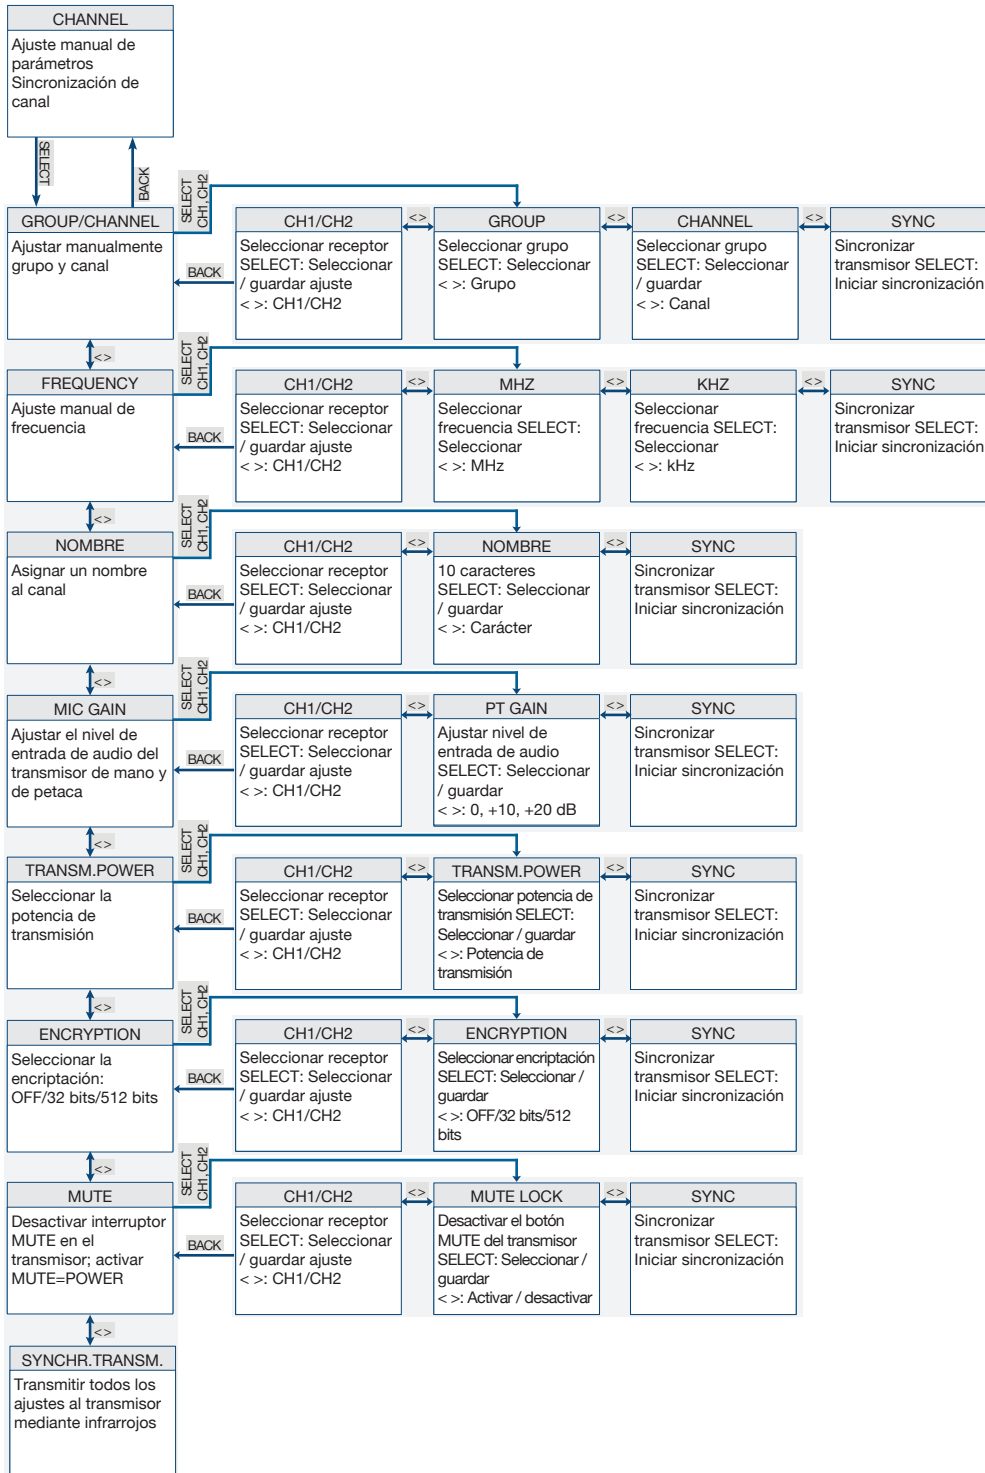 CHANNEL
Ajuste manual de
parámetros
Sincronización de
canal
SELECT
BACK
SELECT
CH1, CH2
GROUP/CHANNEL
Ajustar manualmente
grupo y canal
BACK
CH1/CH2
Seleccionar receptor
SELECT: Seleccionar
/ guardar ajuste
< >: CH1/CH2
<>
GROUP
Seleccionar grupo
SELECT: Seleccionar
< >: Grupo
<>
CHANNEL
Seleccionar grupo
SELECT: Seleccionar
/ guardar
< >: Canal
<>
SYNC
Sincronizar
transmisor SELECT:
Iniciar sincronización
<>
SELECT
CH1, CH2
FREQUENCY
Ajuste manual de
frecuencia
BACK
CH1/CH2
Seleccionar receptor
SELECT: Seleccionar
/ guardar ajuste
< >: CH1/CH2
<>
MHZ
Seleccionar
frecuencia SELECT:
Seleccionar
< >: MHz
<>
KHZ
Seleccionar
frecuencia SELECT:
Seleccionar
< >: kHz
<>
SYNC
Sincronizar
transmisor SELECT:
Iniciar sincronización
<>
SELECT
CH1, CH2
NOMBRE
Asignar un nombre
al canal
BACK
CH1/CH2
Seleccionar receptor
SELECT: Seleccionar
/ guardar ajuste
< >: CH1/CH2
<>
NOMBRE
10 caracteres
SELECT: Seleccionar
/ guardar
< >: Carácter
<>
SYNC
Sincronizar
transmisor SELECT:
Iniciar sincronización
<>
SELECT
CH1, CH2
MIC GAIN
Ajustar el nivel de
entrada de audio del
transmisor de mano y
de petaca
BACK
CH1/CH2
Seleccionar receptor
SELECT: Seleccionar
/ guardar ajuste
< >: CH1/CH2
<>
PT GAIN
Ajustar nivel de
entrada de audio
SELECT: Seleccionar
/ guardar
< >: 0, +10, +20 dB
<>
SYNC
Sincronizar
transmisor SELECT:
Iniciar sincronización
<>
SELECT
CH1, CH2
TRANSM.POWER
Seleccionar la
potencia de
transmisión
BACK
CH1/CH2
Seleccionar receptor
SELECT: Seleccionar
/ guardar ajuste
< >: CH1/CH2
<>
TRANSM.POWER
Seleccionar potencia de
transmisión SELECT:
Seleccionar / guardar
< >: Potencia de
transmisión
<>
SYNC
Sincronizar
transmisor SELECT:
Iniciar sincronización
<>
SELECT
CH1, CH2
ENCRYPTION
Seleccionar la
encriptación:
OFF/32 bits/512 bits
BACK
CH1/CH2
Seleccionar receptor
SELECT: Seleccionar
/ guardar ajuste
< >: CH1/CH2
<>
ENCRYPTION
Seleccionar encriptación
SELECT: Seleccionar /
guardar
< >: OFF/32 bits/512
bits
<>
SYNC
Sincronizar
transmisor SELECT:
Iniciar sincronización
<>
SELECT
CH1, CH2
MUTE
Desactivar interruptor
MUTE en el
transmisor; activar
MUTE=POWER
BACK
CH1/CH2
Seleccionar receptor
SELECT: Seleccionar
/ guardar ajuste
< >: CH1/CH2
<>
MUTE LOCK
Desactivar el botón
MUTE del transmisor
SELECT: Seleccionar /
guardar
< >: Activar / desactivar
<>
SYNC
Sincronizar
transmisor SELECT:
Iniciar sincronización
<>
SYNCHR.TRANSM.
Transmitir todos los
ajustes al transmisor
mediante infrarrojos